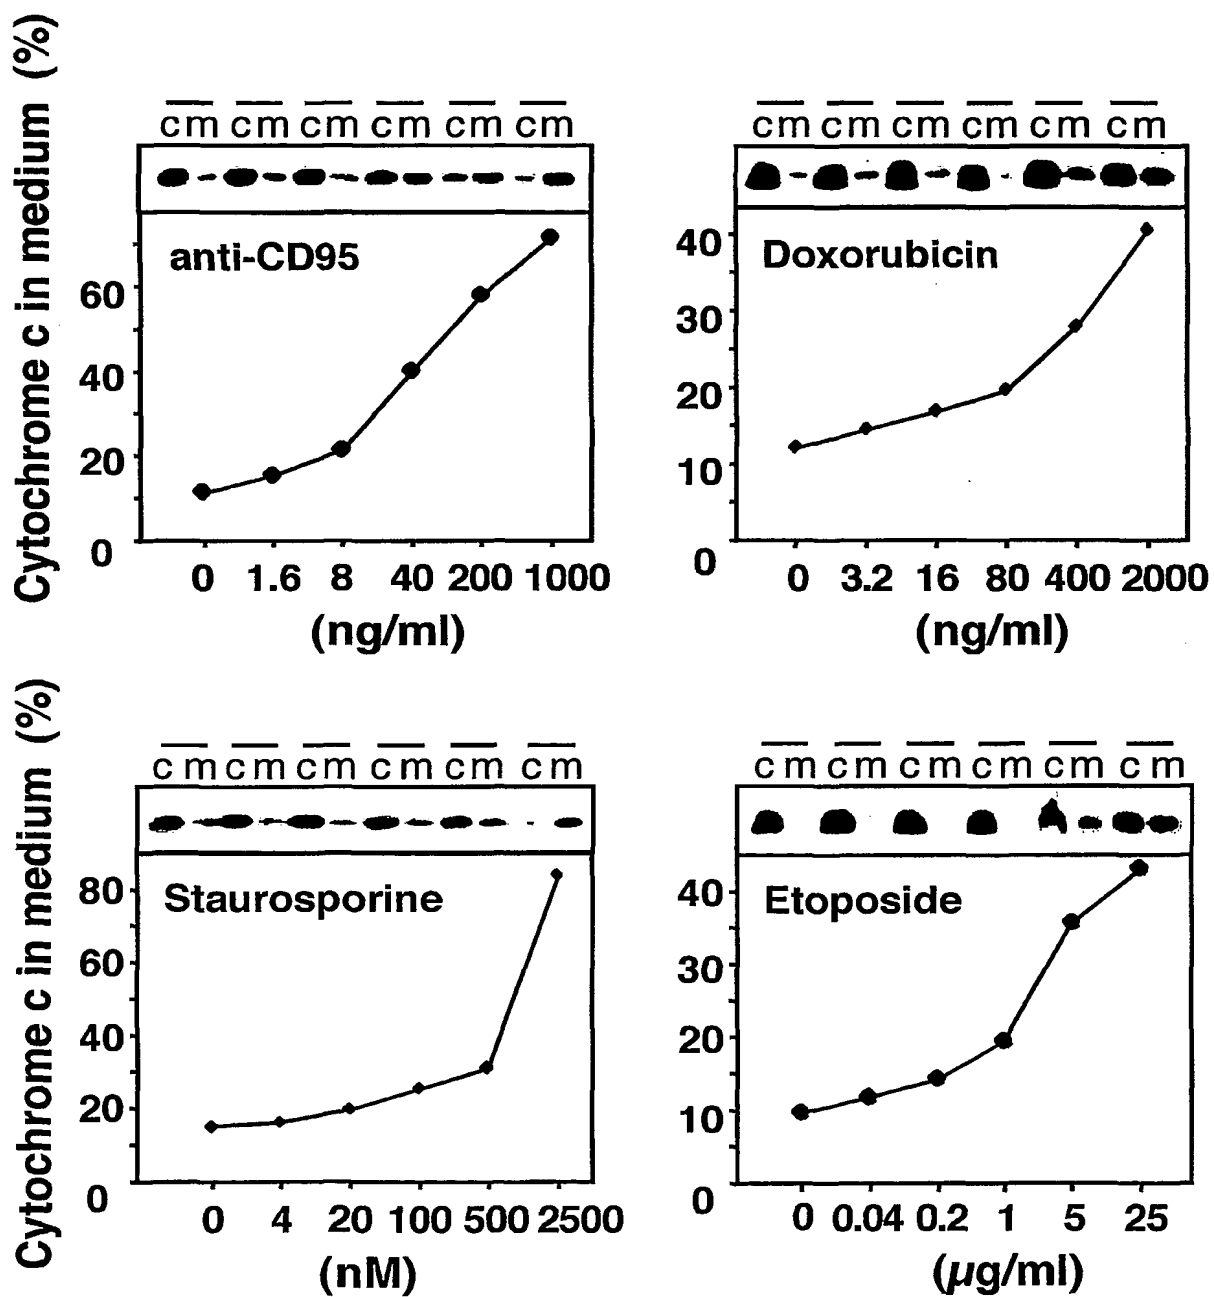 Cytochrome c in medium (%)
c m c m c m c m c m c m
anti-CD95
60
40
20
0
0 1.6 8 40 200 1000
(ng/ml)
c m c m c m c m c m c m
Doxorubicin
40
30
20
10
0
0 3.2 16 80 400 2000
(ng/ml)
Cytochrome c in medium (%)
c m c m c m c m c m c m
Staurosporine
80
60
40
20
0
0 4 20 100 500 2500
(nM)
c m c m c m c m c m c m
Etoposide
40
30
20
10
0
0 0.04 0.2 1 5 25
(µg/ml)